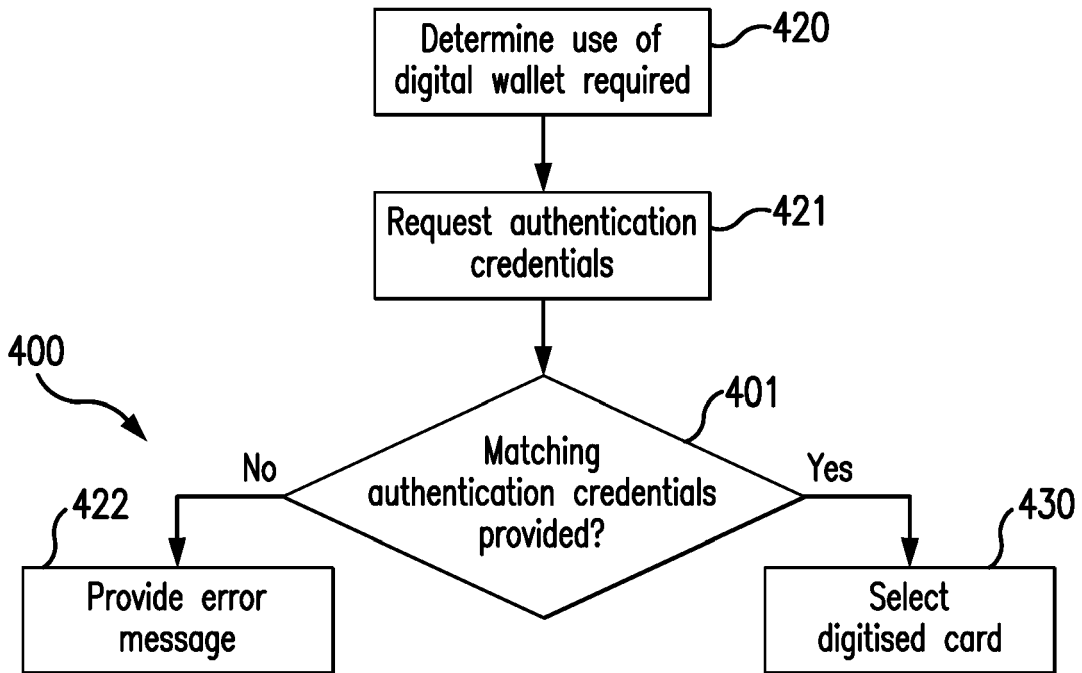 Determine use of
digital wallet required
420
Request authentication
credentials
421
400
401
Matching
authentication credentials
provided?
No
Yes
422
Provide error
message
430
Select
digitised card